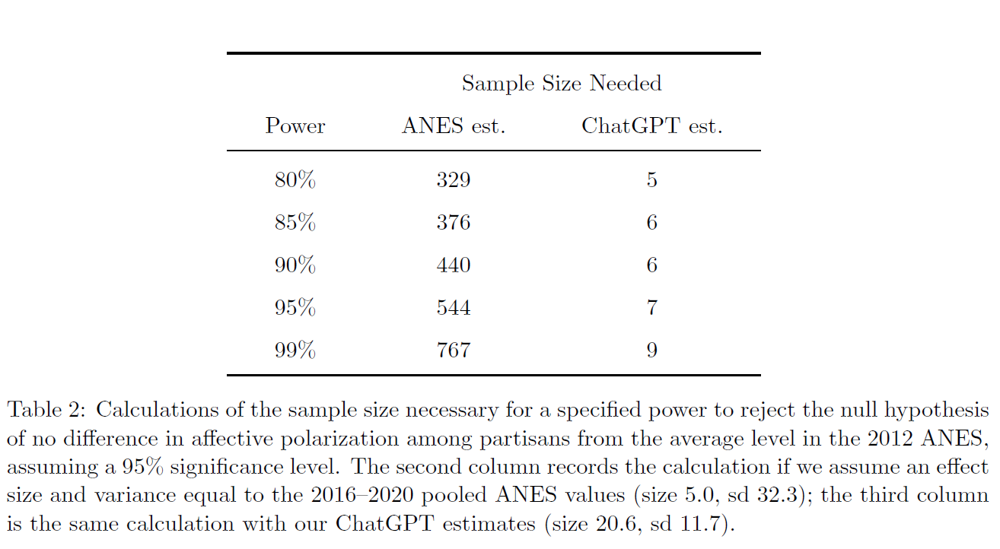 Sample Size Needed
Power ANES est. ChatGPT est.
80% 329 5
85% 376 6
90% 440 6
95% 544 7
99% 767 9
Table 2: Calculations of the sample size necessary for a specified power to reject the null hypothesis
of no difference in affective polarization among partisans from the average level in the 2012 ANES,
assuming a 95% significance level. The second column records the calculation if we assume an effect
size and variance equal to the 2016–2020 pooled ANES values (size 5.0, sd 32.3); the third column
is the same calculation with our ChatGPT estimates (size 20.6, sd 11.7).